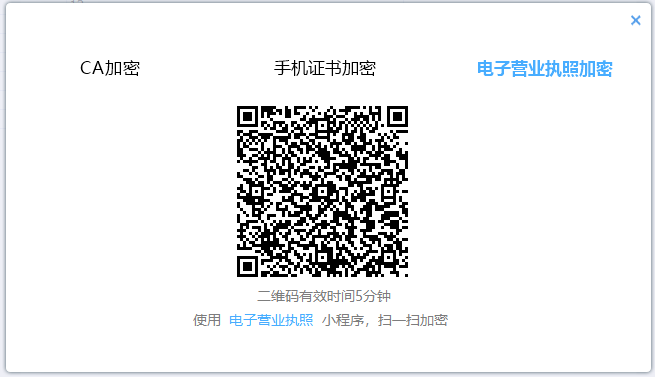 CA加密 手机证书加密 电子营业执照加密
二维码有效时间5分钟
使用 电子营业执照 小程序，扫一扫加密